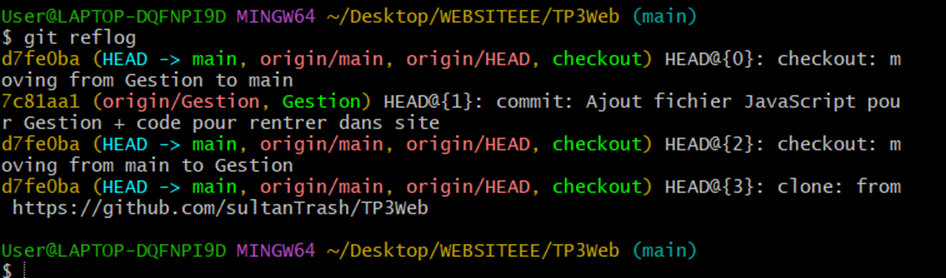 User@LAPTOP-DQFNPI9D MINGW64 ~/Desktop/WEBSITEEE/TP3Web (main)
$ git reflog
d7fe0ba (HEAD -> main, origin/main, origin/HEAD, checkout) HEAD@{0}: checkout: m
oving from Gestion to main
7c81aa1 (origin/Gestion, Gestion) HEAD@{1}: commit: Ajout fichier JavaScript pou
r Gestion + code pour rentrer dans site
d7fe0ba (HEAD -> main, origin/main, origin/HEAD, checkout) HEAD@{2}: checkout: m
oving from main to Gestion
d7fe0ba (HEAD -> main, origin/main, origin/HEAD, checkout) HEAD@{3}: clone: from
 https://github.com/sultanTrash/TP3Web

User@LAPTOP-DQFNPI9D MINGW64 ~/Desktop/WEBSITEEE/TP3Web (main)
$